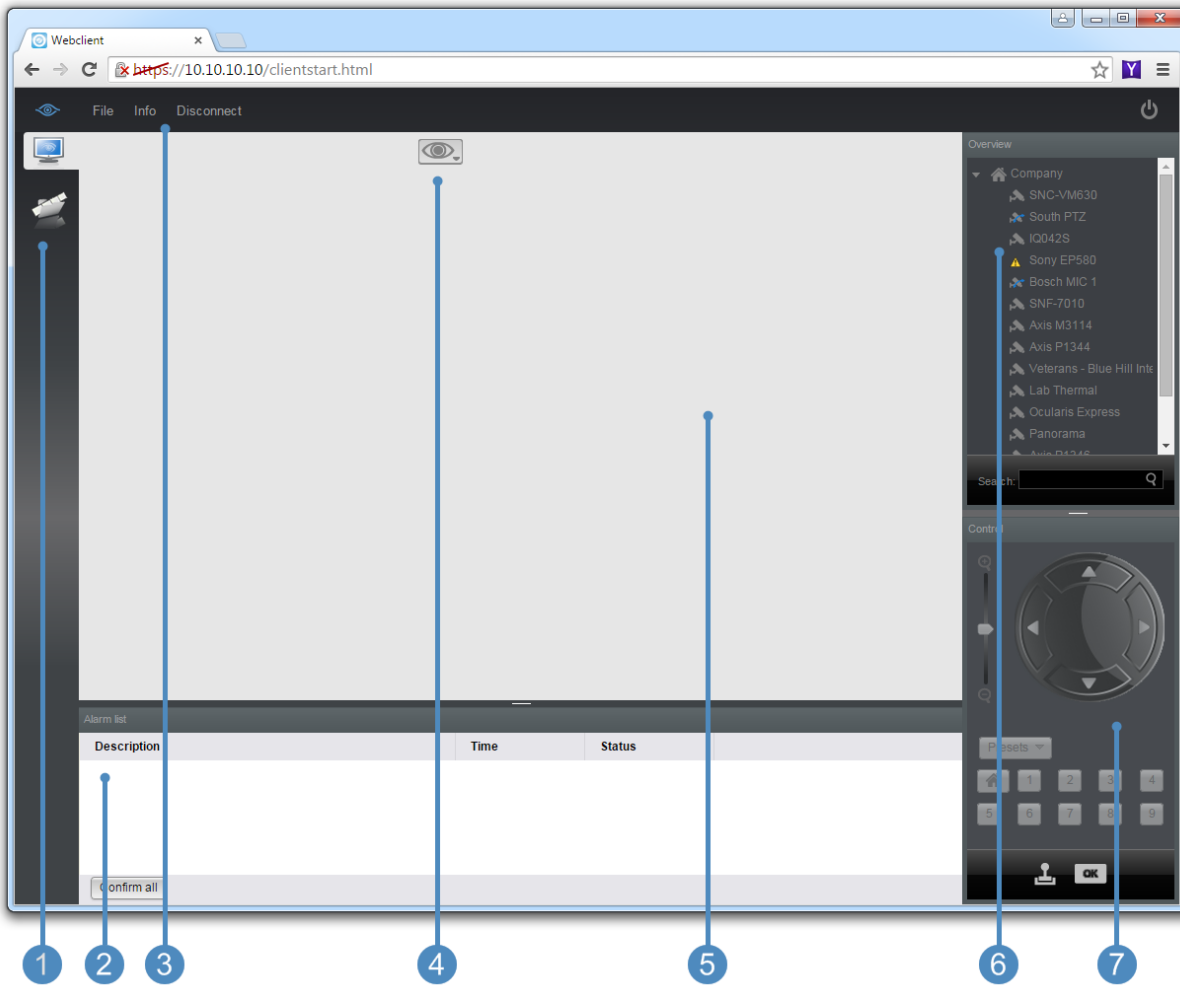 Webclient
https://10.10.10.10/clientstart.html
Y
File Info Disconnect
Overview
Company
SNC-VM630
South PTZ
IQ042S
Sony EP580
Bosch MIC 1
SNF-7010
Axis M3114
Axis P1344
Veterans - Blue Hill Inte
Lab Thermal
Ocularis Express
Panorama
Axis P1346
Search:
Control
Presets
1 2 3 4
5 6 7 8 9
OK
Alarm list
Description Time Status
Confirm all
1 2 3 4 5 6 7